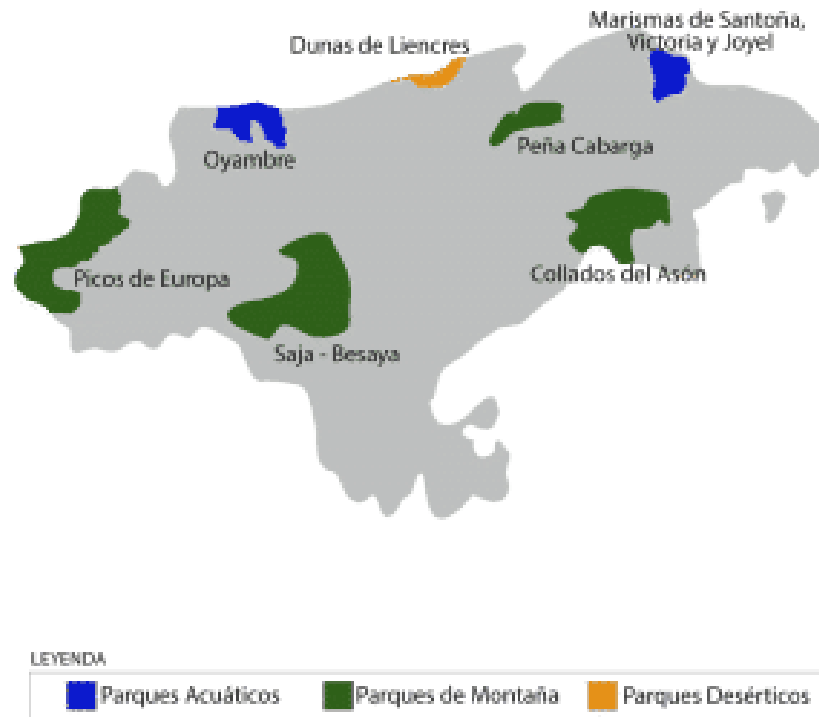 Marismas de Santoña,
Victoria y Joyel
Dunas de Liencres
Oyambre
Peña Cabarga
Picos de Europa
Collados del Asón
Saja - Besaya
LEYENDA
Parques Acuáticos
Parques de Montaña
Parques Desérticos